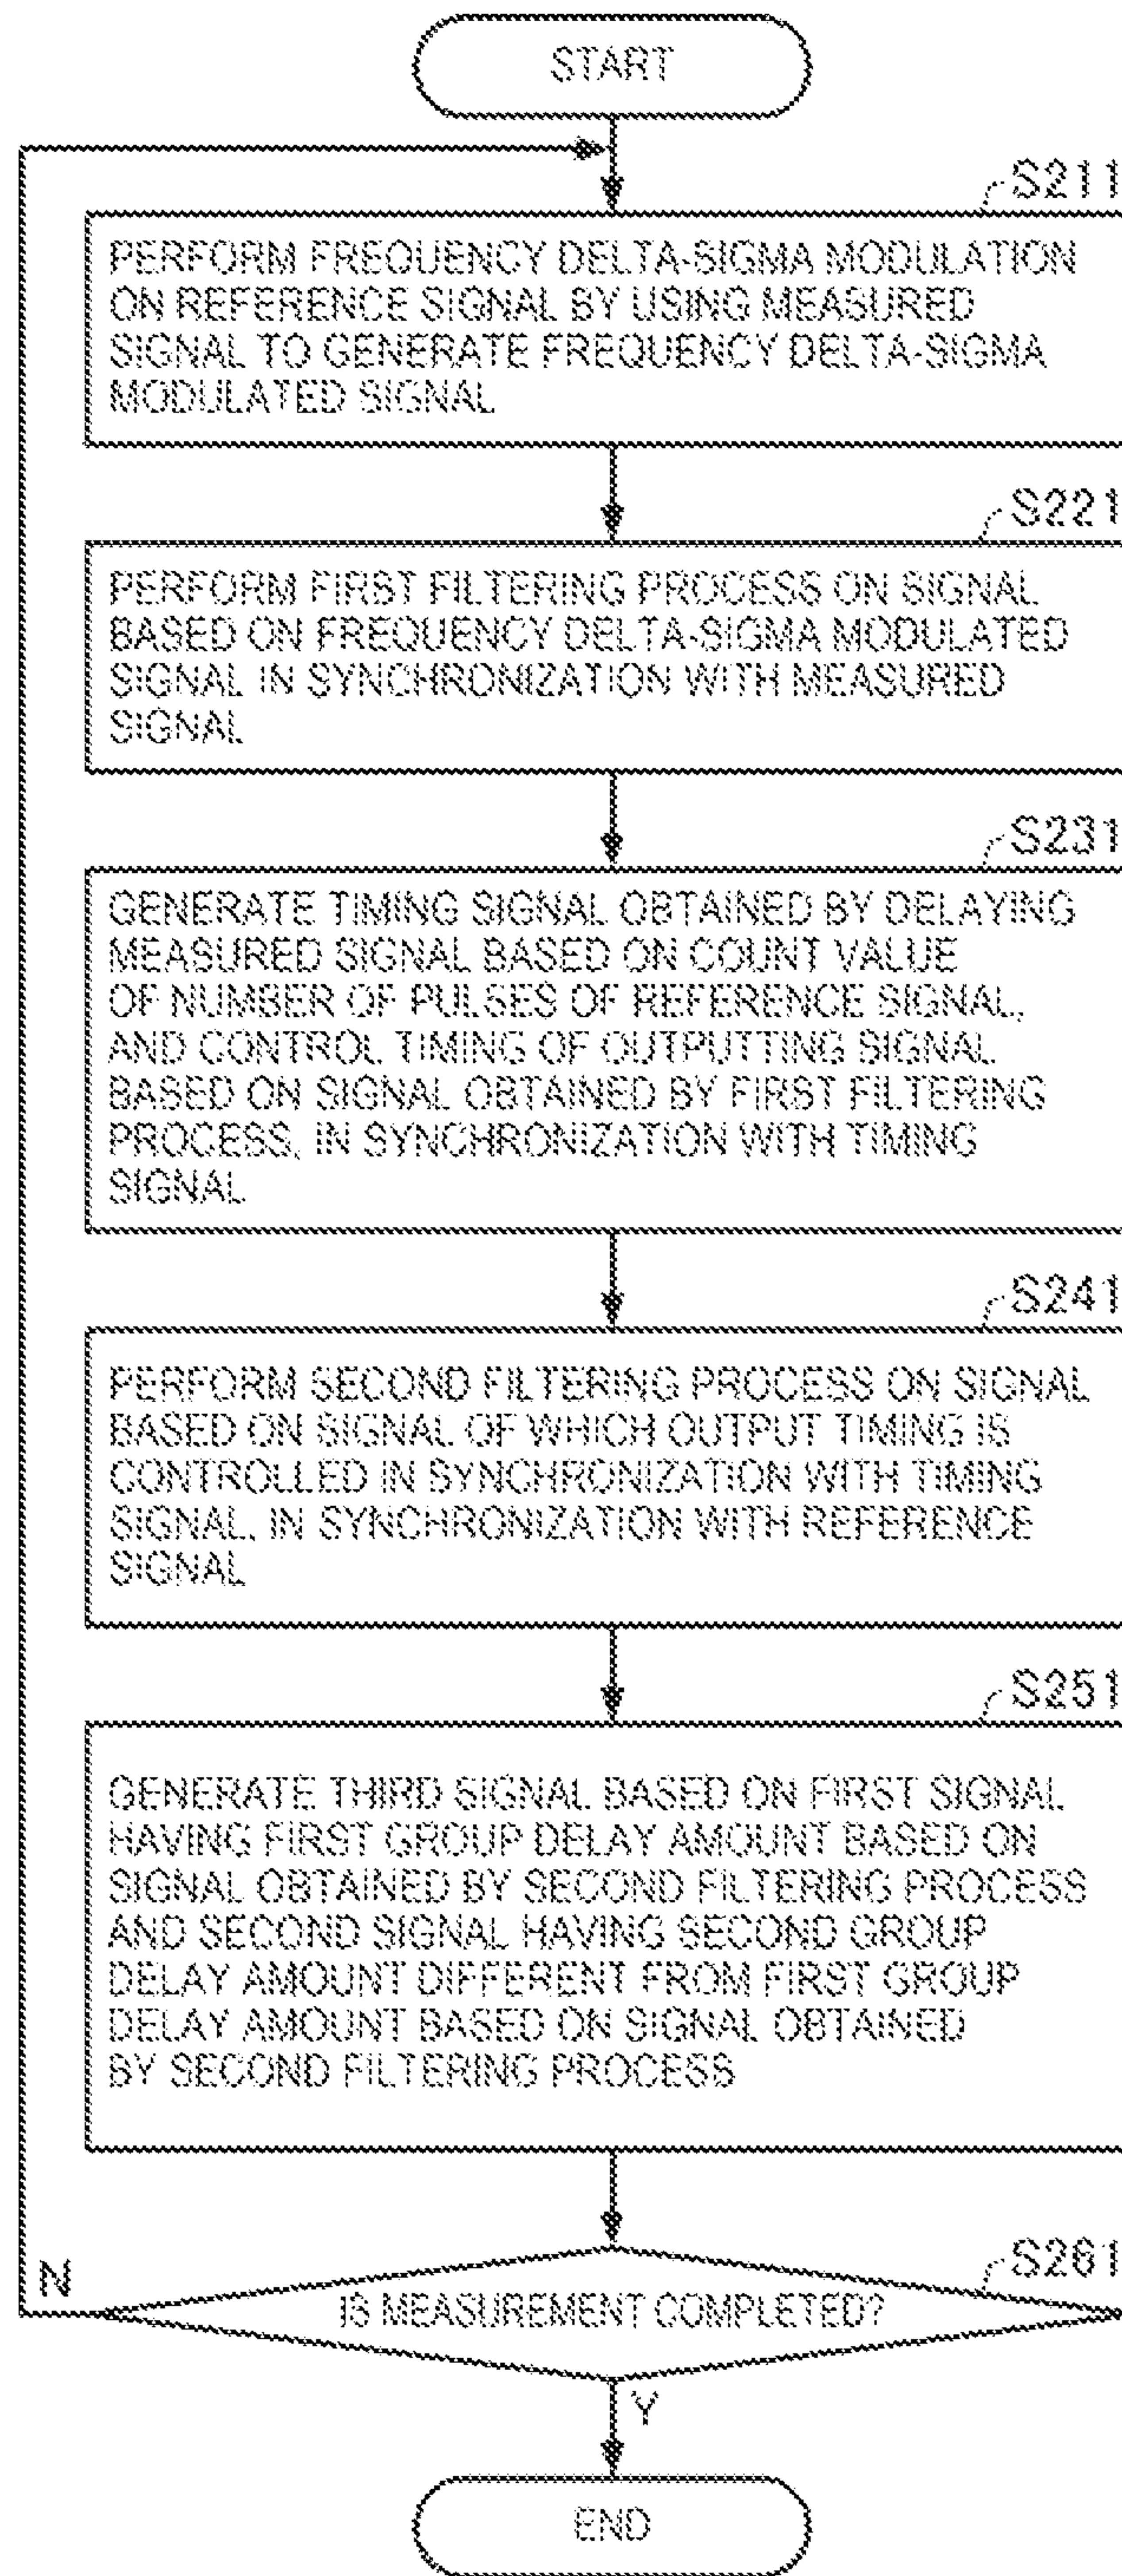 START
S211
PERFORM FREQUENCY DELTA-SIGMA MODULATION
ON REFERENCE SIGNAL BY USING MEASURED
SIGNAL TO GENERATE FREQUENCY DELTA-SIGMA
MODULATED SIGNAL
S221
PERFORM FIRST FILTERING PROCESS ON SIGNAL
BASED ON FREQUENCY DELTA-SIGMA MODULATED
SIGNAL IN SYNCHRONIZATION WITH MEASURED
SIGNAL
S231
GENERATE TIMING SIGNAL OBTAINED BY DELAYING
MEASURED SIGNAL BASED ON COUNT VALUE
OF NUMBER OF PULSES OF REFERENCE SIGNAL,
AND CONTROL TIMING OF OUTPUTTING SIGNAL
BASED ON SIGNAL OBTAINED BY FIRST FILTERING
PROCESS, IN SYNCHRONIZATION WITH TIMING
SIGNAL
S241
PERFORM SECOND FILTERING PROCESS ON SIGNAL
BASED ON SIGNAL OF WHICH OUTPUT TIMING IS
CONTROLLED IN SYNCHRONIZATION WITH TIMING
SIGNAL, IN SYNCHRONIZATION WITH REFERENCE
SIGNAL
S251
GENERATE THIRD SIGNAL BASED ON FIRST SIGNAL
HAVING FIRST GROUP DELAY AMOUNT BASED ON
SIGNAL OBTAINED BY SECOND FILTERING PROCESS
AND SECOND SIGNAL HAVING SECOND GROUP
DELAY AMOUNT DIFFERENT FROM FIRST GROUP
DELAY AMOUNT BASED ON SIGNAL OBTAINED
BY SECOND FILTERING PROCESS
S261
N
IS MEASUREMENT COMPLETED?
Y
END